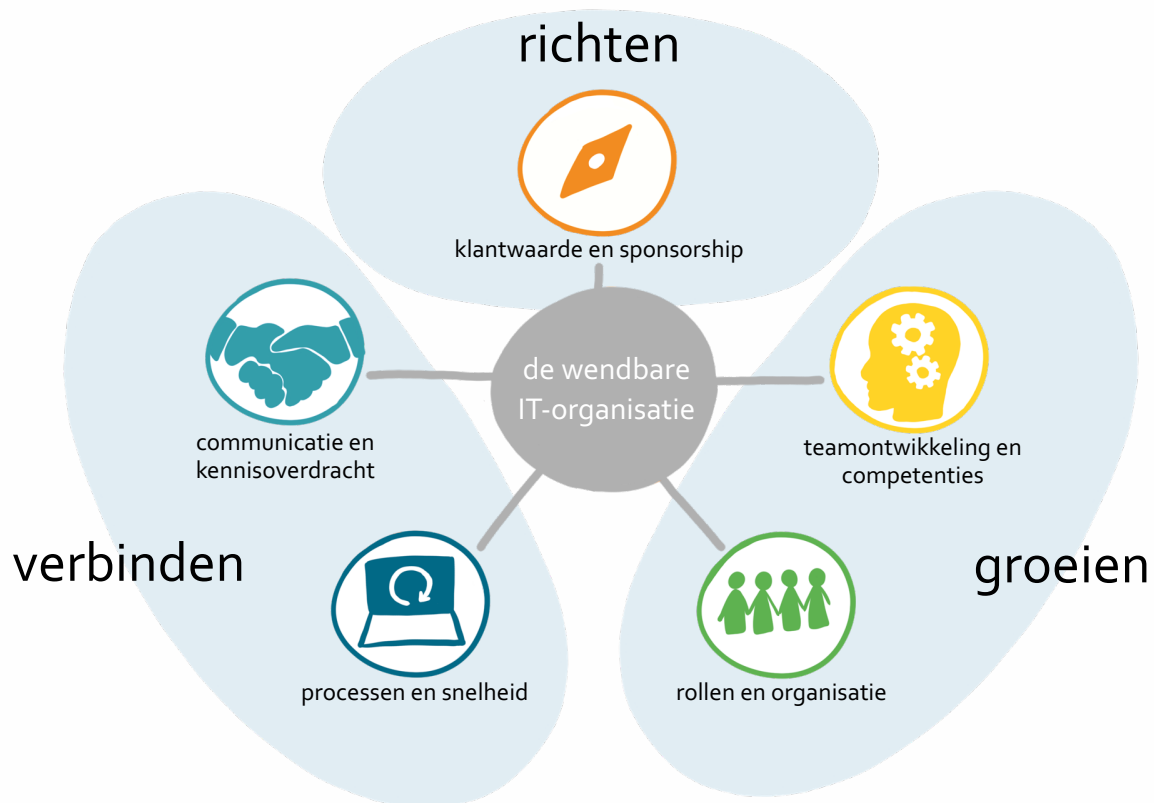 richten
klantwaarde en sponsorship
de wendbare
IT-organisatie
communicatie en
kennisoverdracht
teamontwikkeling en
competenties
verbinden
groeien
processen en snelheid
rollen en organisatie